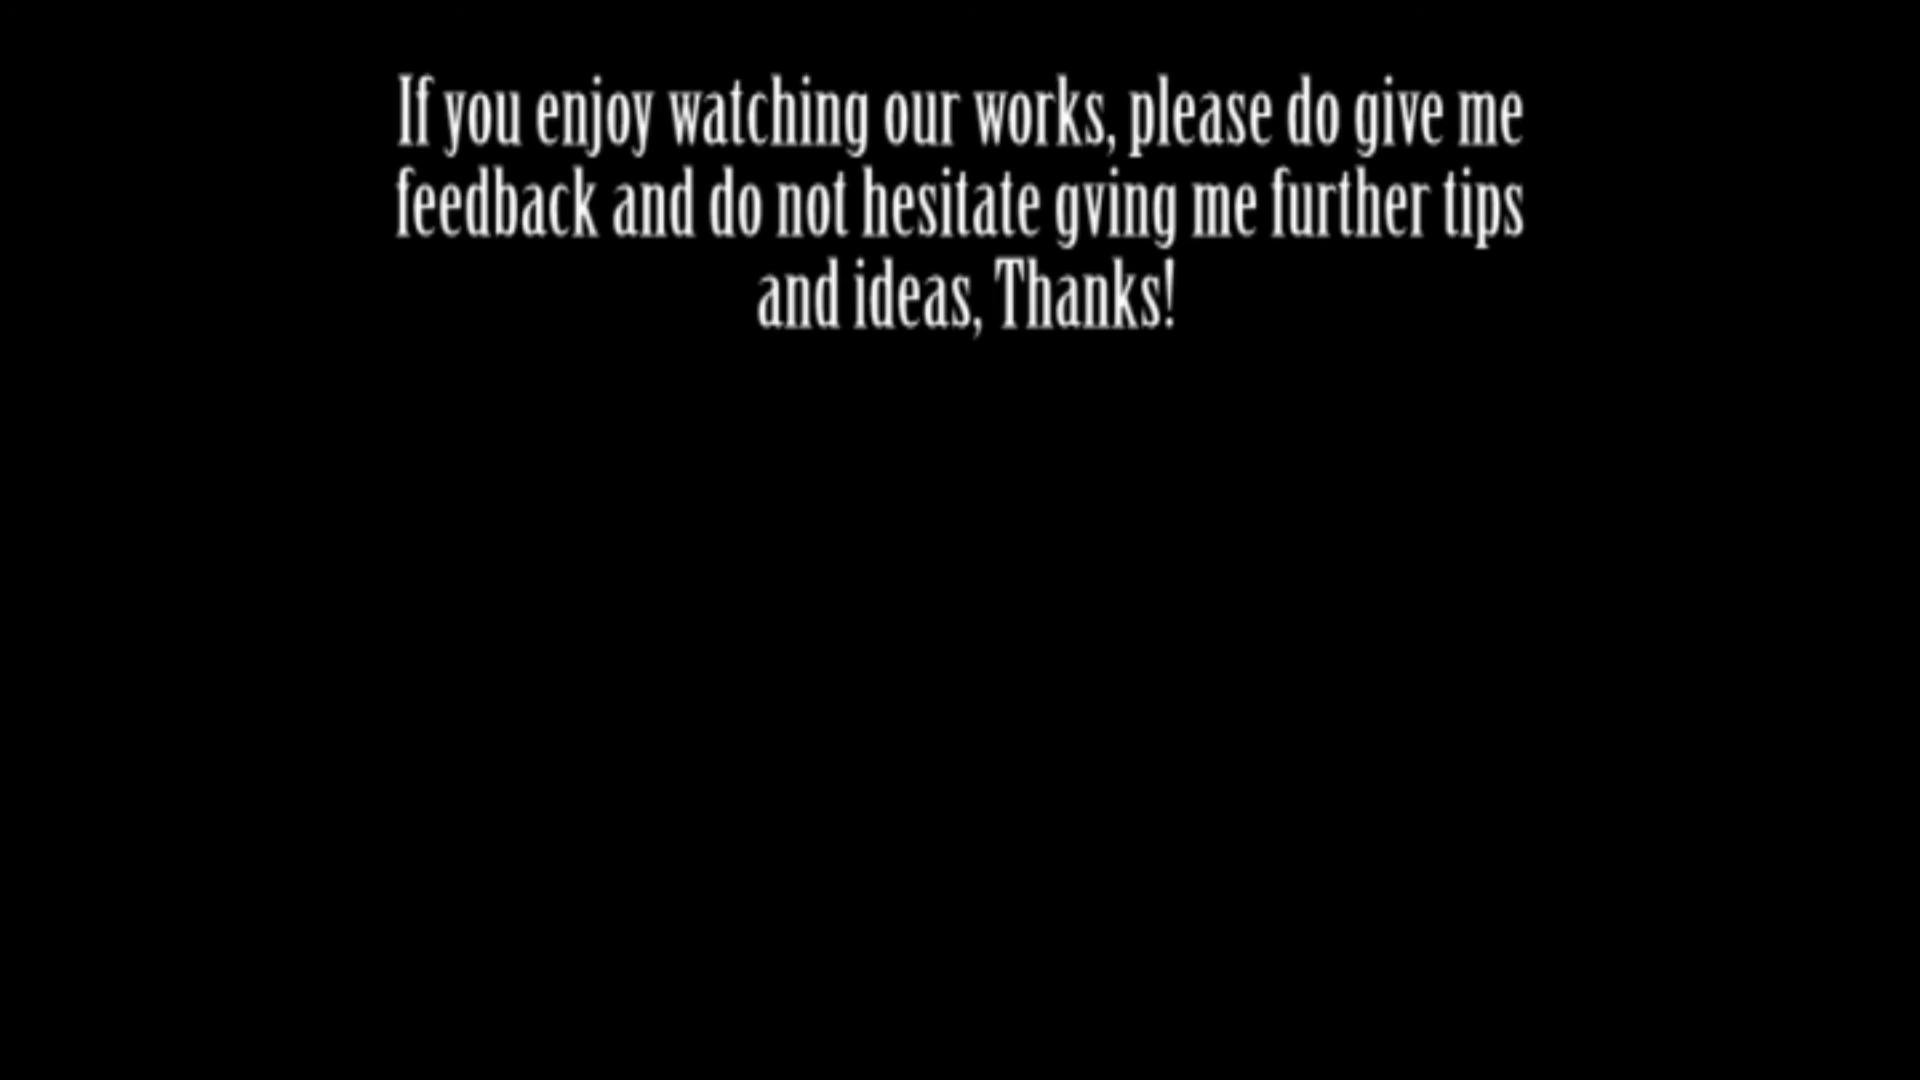 If you enjoy watching our works, please do give me
feedback and do not hesitate gving me further tips
and ideas, Thanks!